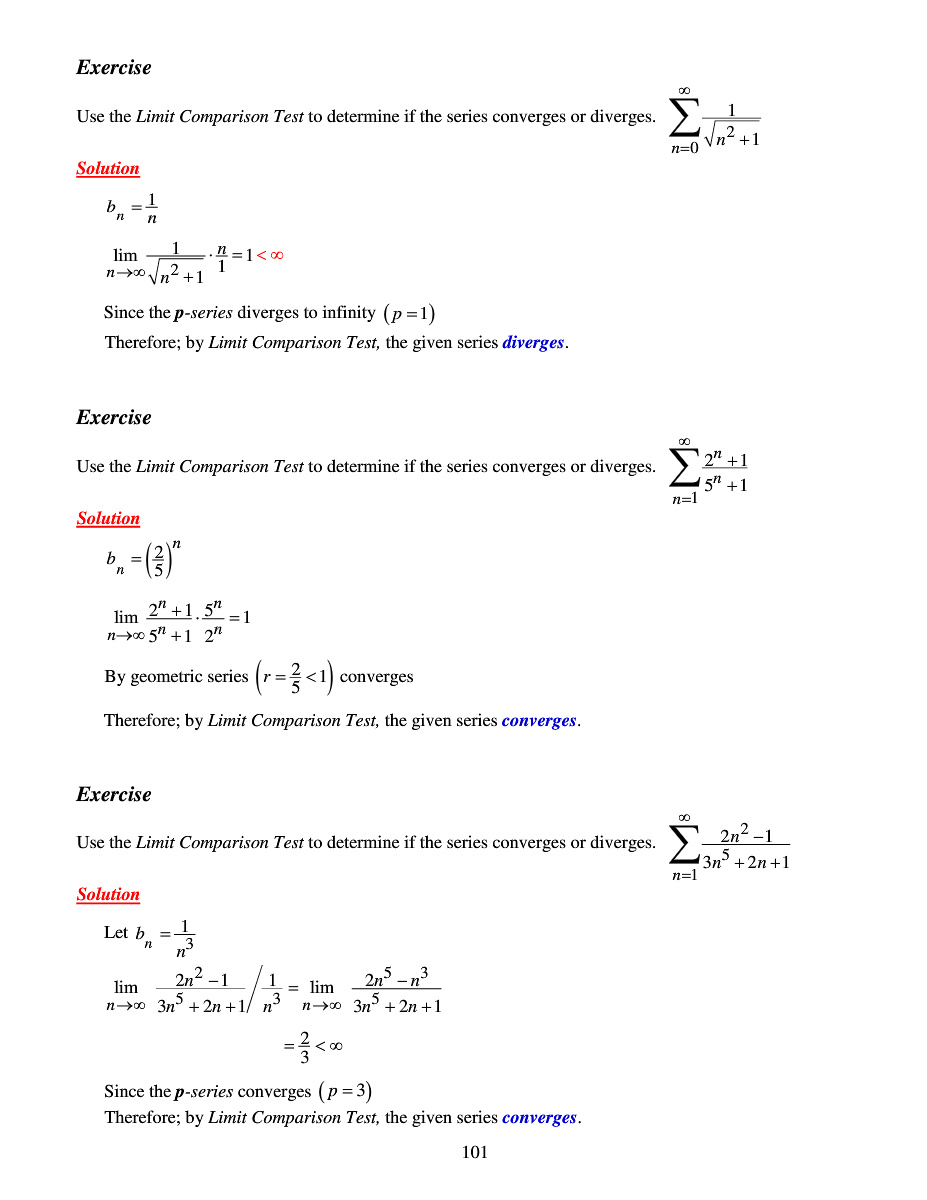 Exercise
Use the Limit Comparison Test to determine if the series converges or diverges. $\sum_{n=0}^{\infty} \frac{1}{\sqrt{n^2+1}}$
Solution
$b_n = \frac{1}{n}$
$\lim_{n\to\infty} \frac{1}{\sqrt{n^2+1}} \cdot \frac{n}{1} = 1 < \infty$
Since the p-series diverges to infinity $(p=1)$
Therefore; by Limit Comparison Test, the given series diverges.
Exercise
Use the Limit Comparison Test to determine if the series converges or diverges. $\sum_{n=1}^{\infty} \frac{2^n+1}{5^n+1}$
Solution
$b_n = \left(\frac{2}{5}\right)^n$
$\lim_{n\to\infty} \frac{2^n+1}{5^n+1} \cdot \frac{5^n}{2^n} = 1$
By geometric series $\left(r = \frac{2}{5} < 1\right)$ converges
Therefore; by Limit Comparison Test, the given series converges.
Exercise
Use the Limit Comparison Test to determine if the series converges or diverges. $\sum_{n=1}^{\infty} \frac{2n^2-1}{3n^5+2n+1}$
Solution
Let $b_n = \frac{1}{n^3}$
$\lim_{n\to\infty} \frac{2n^2-1}{3n^5+2n+1} / \frac{1}{n^3} = \lim_{n\to\infty} \frac{2n^5-n^3}{3n^5+2n+1}$
$= \frac{2}{3} < \infty$
Since the p-series converges $(p=3)$
Therefore; by Limit Comparison Test, the given series converges.
101